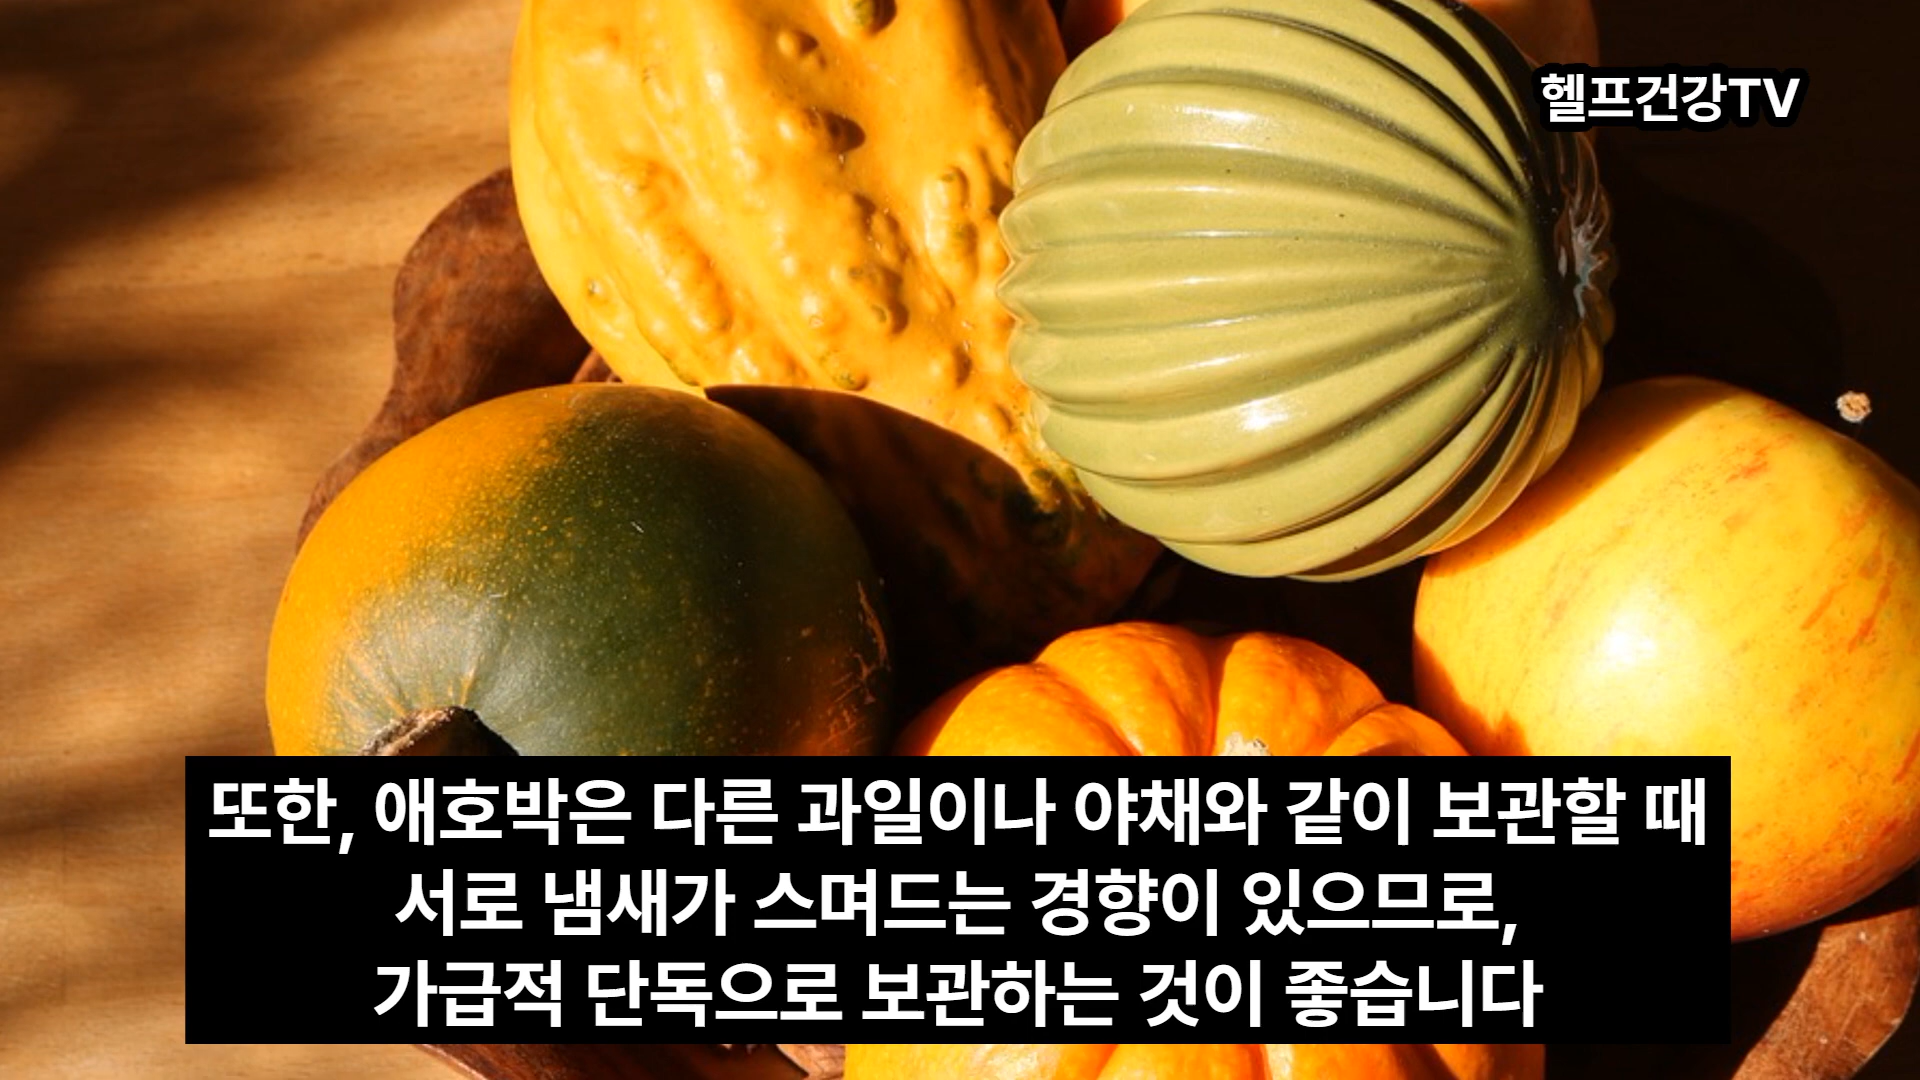 헬프건강TV
또한, 애호박은 다른 과일이나 야채와 같이 보관할 때
서로 냄새가 스며드는 경향이 있으므로,
가급적 단독으로 보관하는 것이 좋습니다